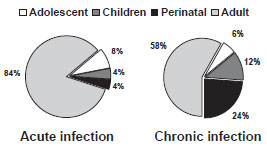 Adolescent Children Perinatal Adult
84%
8%
4%
4%
58%
6%
12%
24%
Acute infection
Chronic infection